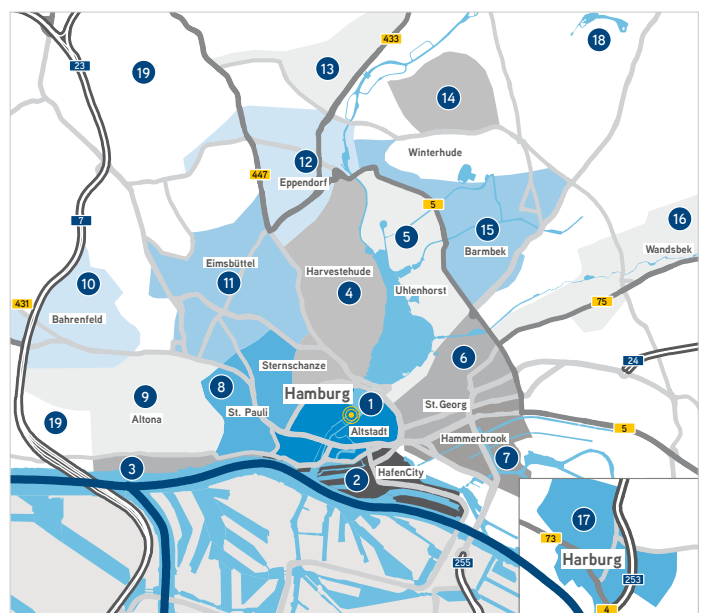 18
433
13
23
19
14
Winterhude
12
447
Eppendorf
5
16
7
5
15
Wandsbek
Barmbek
Eimsbüttel
10
11
Harvestehude
4
Uhlenhorst
431
75
Bahrenfeld
6
24
Sternschanze
8
Hamburg
9
1
St. Georg
St. Pauli
Altona
19
Altstadt
5
Hammerbrook
7
3
HafenCity
2
17
73
Harburg
255
253
4